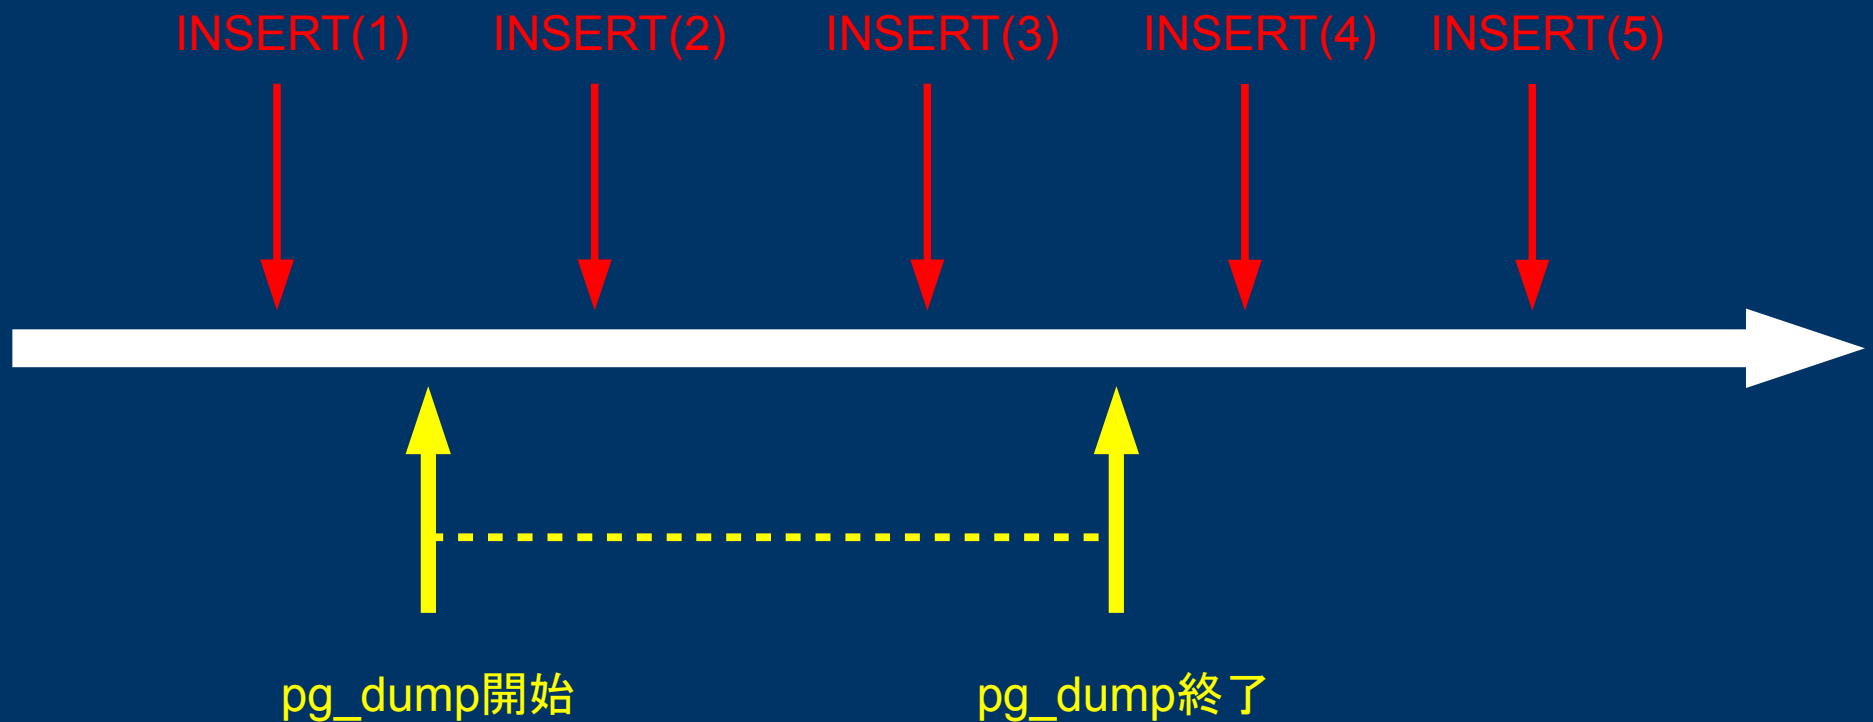 INSERT(1) INSERT(2) INSERT(3) INSERT(4) INSERT(5)
pg_dump開始 pg_dump終了